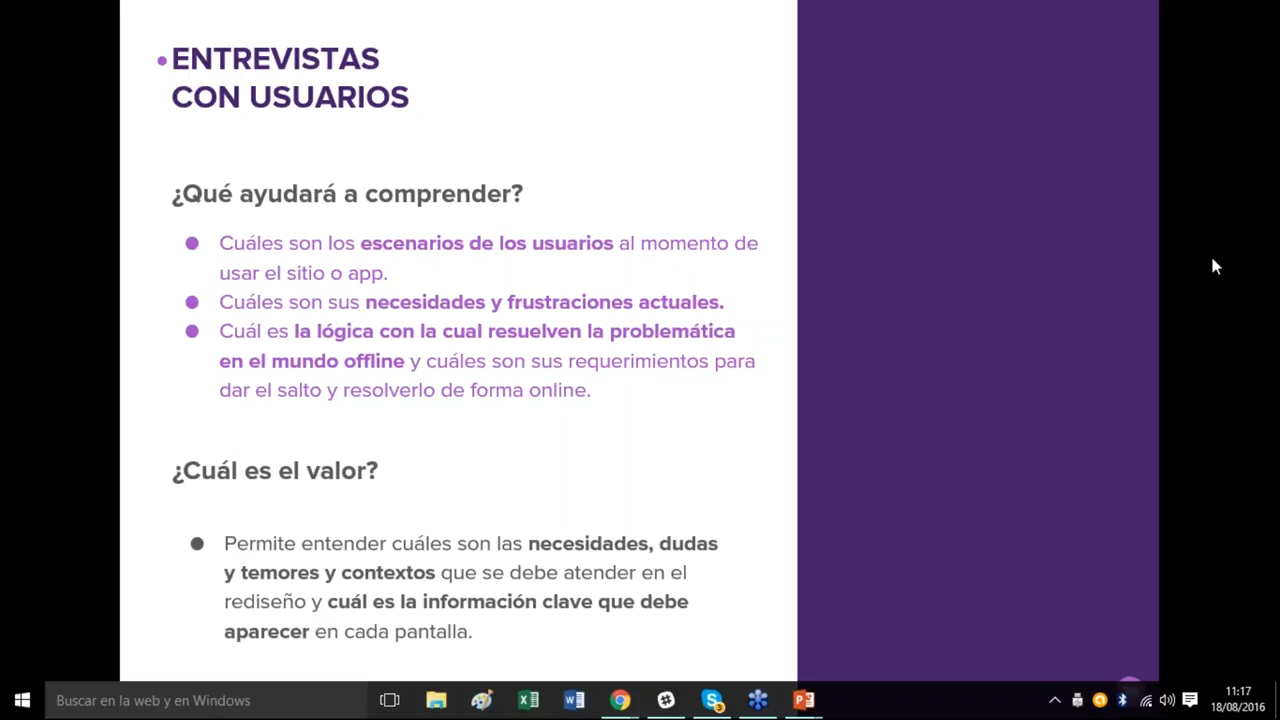 ENTREVISTAS
CON USUARIOS
¿Qué ayudará a comprender?
Cuáles son los escenarios de los usuarios al momento de
usar el sitio o app.
Cuáles son sus necesidades y frustraciones actuales.
Cuál es la lógica con la cual resuelven la problemática
en el mundo offline y cuáles son sus requerimientos para
dar el salto y resolverlo de forma online.
¿Cuál es el valor?
Permite entender cuáles son las necesidades, dudas
y temores y contextos que se debe atender en el
rediseño y cuál es la información clave que debe
aparecer en cada pantalla.
Buscar en la web y en Windows
3
11:17
18/08/2016